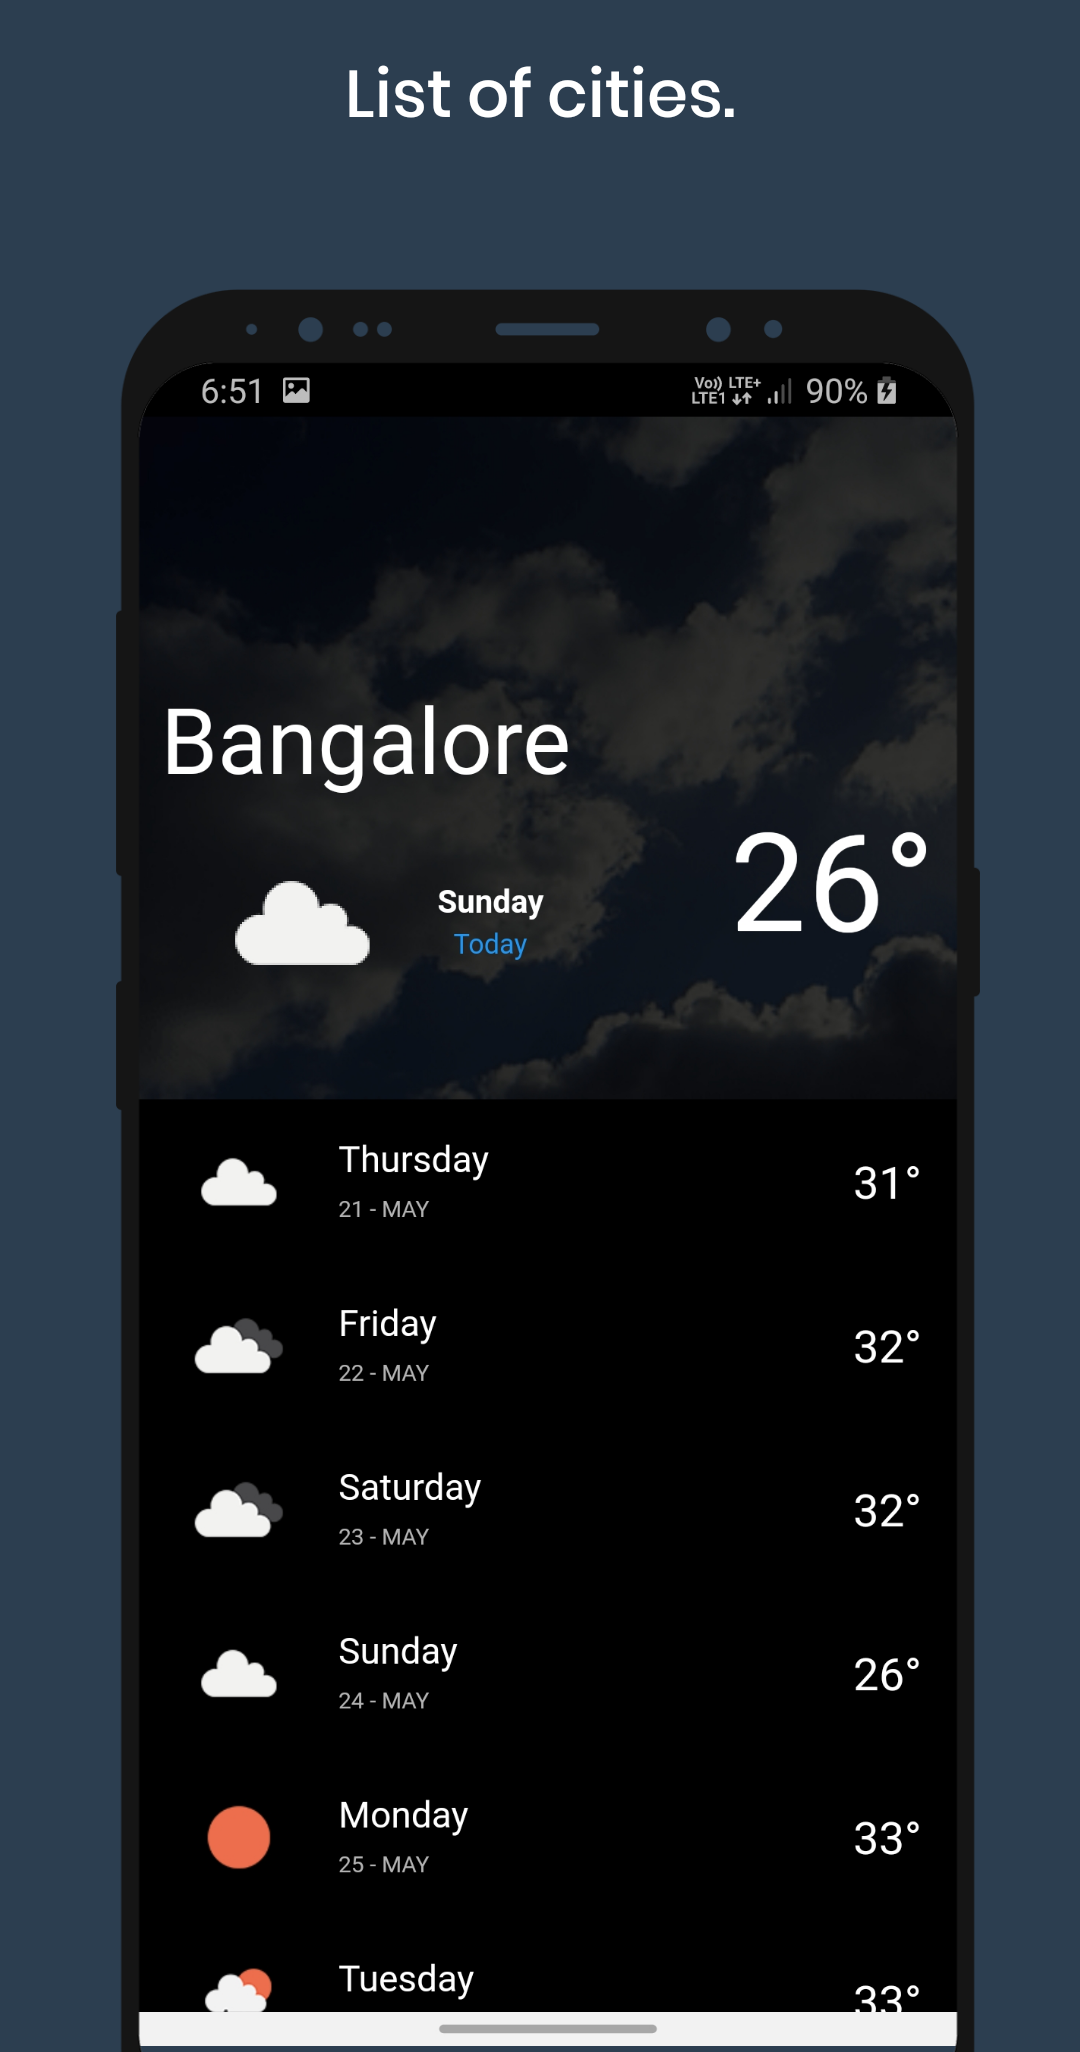 List of cities.
6:51
Vo)) LTE+
LTE1
90%
Bangalore
26°
Sunday
Today
Thursday
21 - MAY
31°
Friday
22 - MAY
32°
Saturday
23 - MAY
32°
Sunday
24 - MAY
26°
Monday
25 - MAY
33°
Tuesday
33°